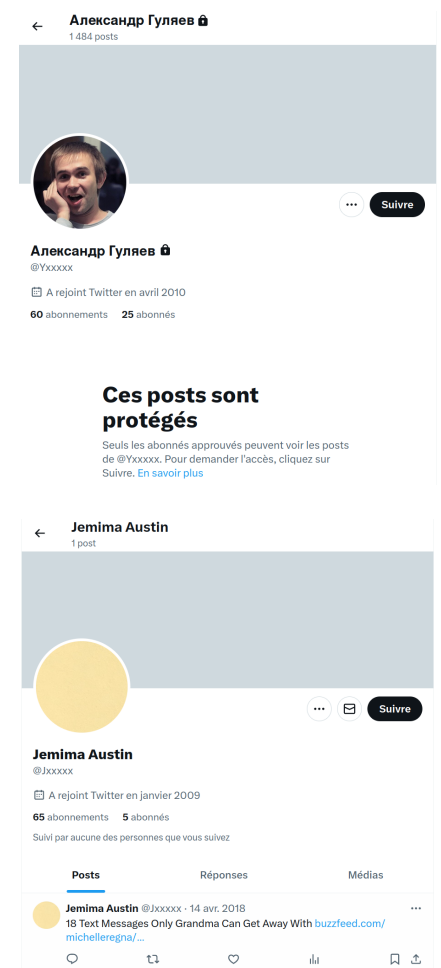 Александр Гуляев
1 484 posts
Suivre
Александр Гуляев
@Yxxxxx
A rejoint Twitter en avril 2010
60 abonnements 25 abonnés
Ces posts sont
protégés
Seuls les abonnés approuvés peuvent voir les posts
de @Yxxxxx. Pour demander l'accès, cliquez sur
Suivre. En savoir plus
Jemima Austin
1 post
Suivre
Jemima Austin
@Jxxxxx
A rejoint Twitter en janvier 2009
65 abonnements 5 abonnés
Suivi par aucune des personnes que vous suivez
Posts Réponses Médias
Jemima Austin @Jxxxxx · 14 avr. 2018
18 Text Messages Only Grandma Can Get Away With buzzfeed.com/
michelleregna/...